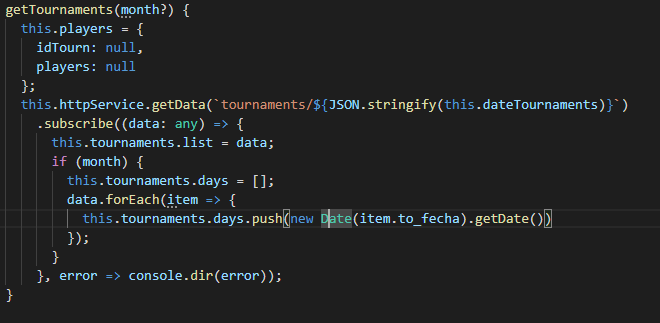 getTournaments(month?) {
  this.players = {
    idTourn: null,
    players: null
  };
  this.httpService.getData(`tournaments/${JSON.stringify(this.dateTournaments)}`)
    .subscribe((data: any) => {
      this.tournaments.list = data;
      if (month) {
        this.tournaments.days = [];
        data.forEach(item => {
          this.tournaments.days.push(new Date(item.to_fecha).getDate())
        });
      }
    }, error => console.dir(error));
}